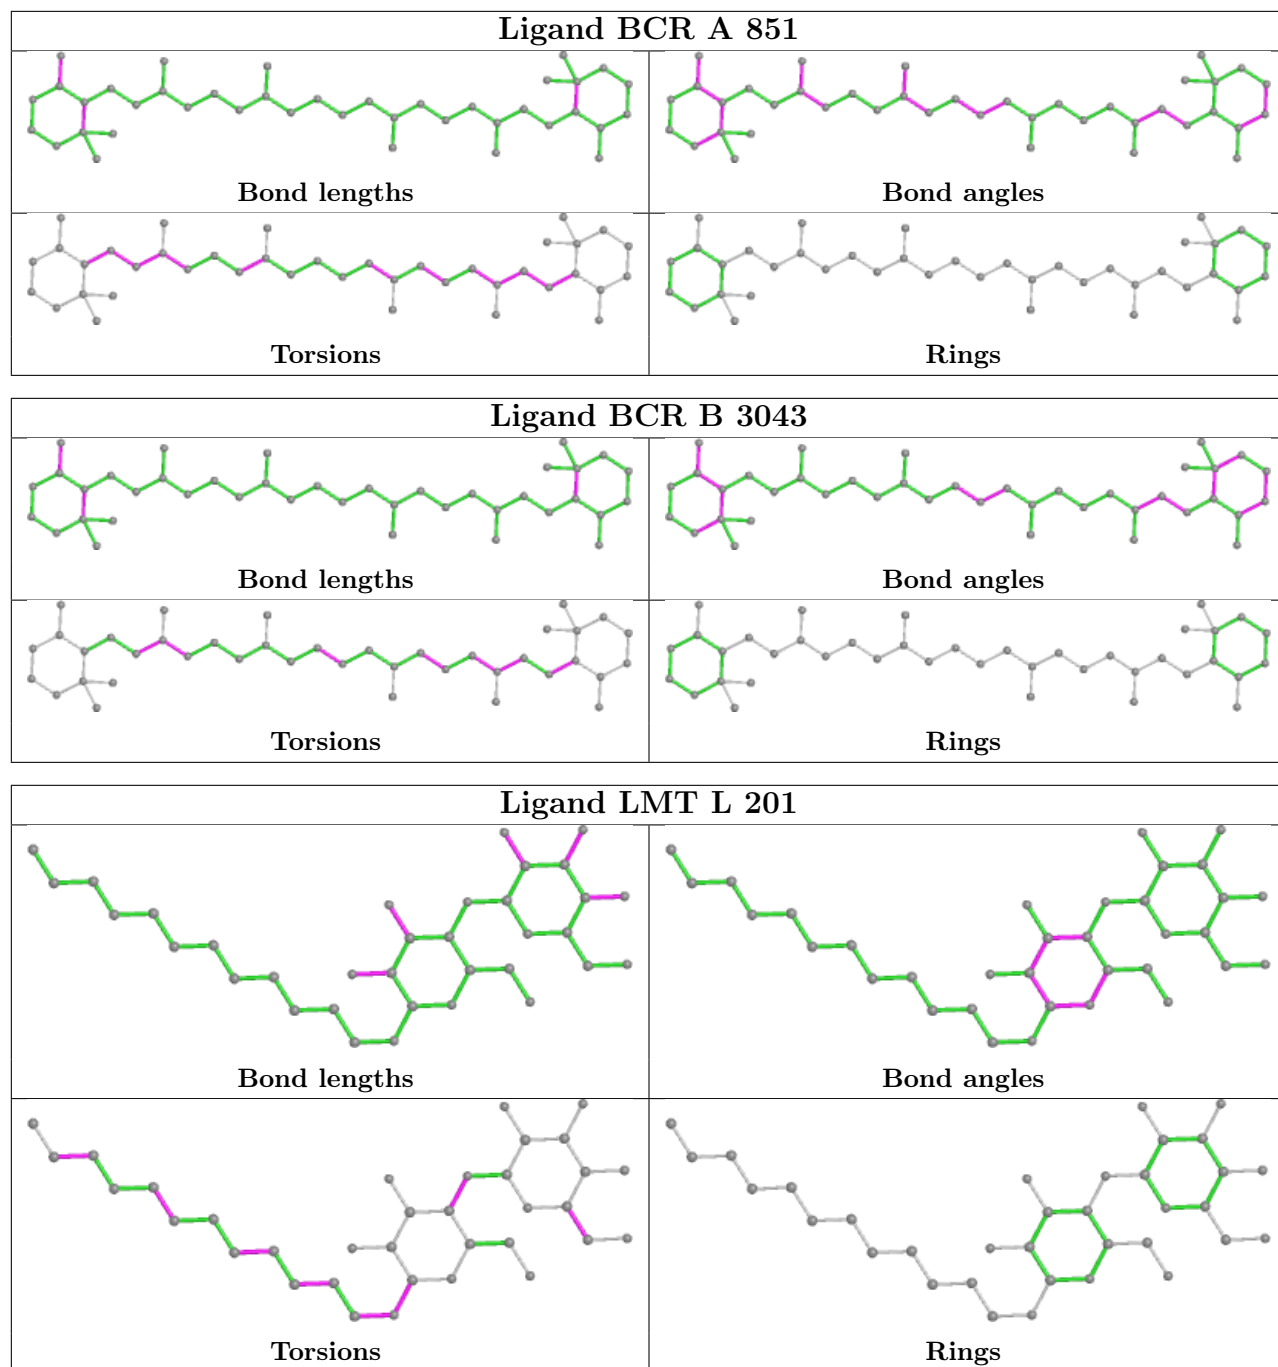 Ligand BCR A 851
Bond lengths
Bond angles
Torsions
Rings
Ligand BCR B 3043
Bond lengths
Bond angles
Torsions
Rings
Ligand LMT L 201
Bond lengths
Bond angles
Torsions
Rings